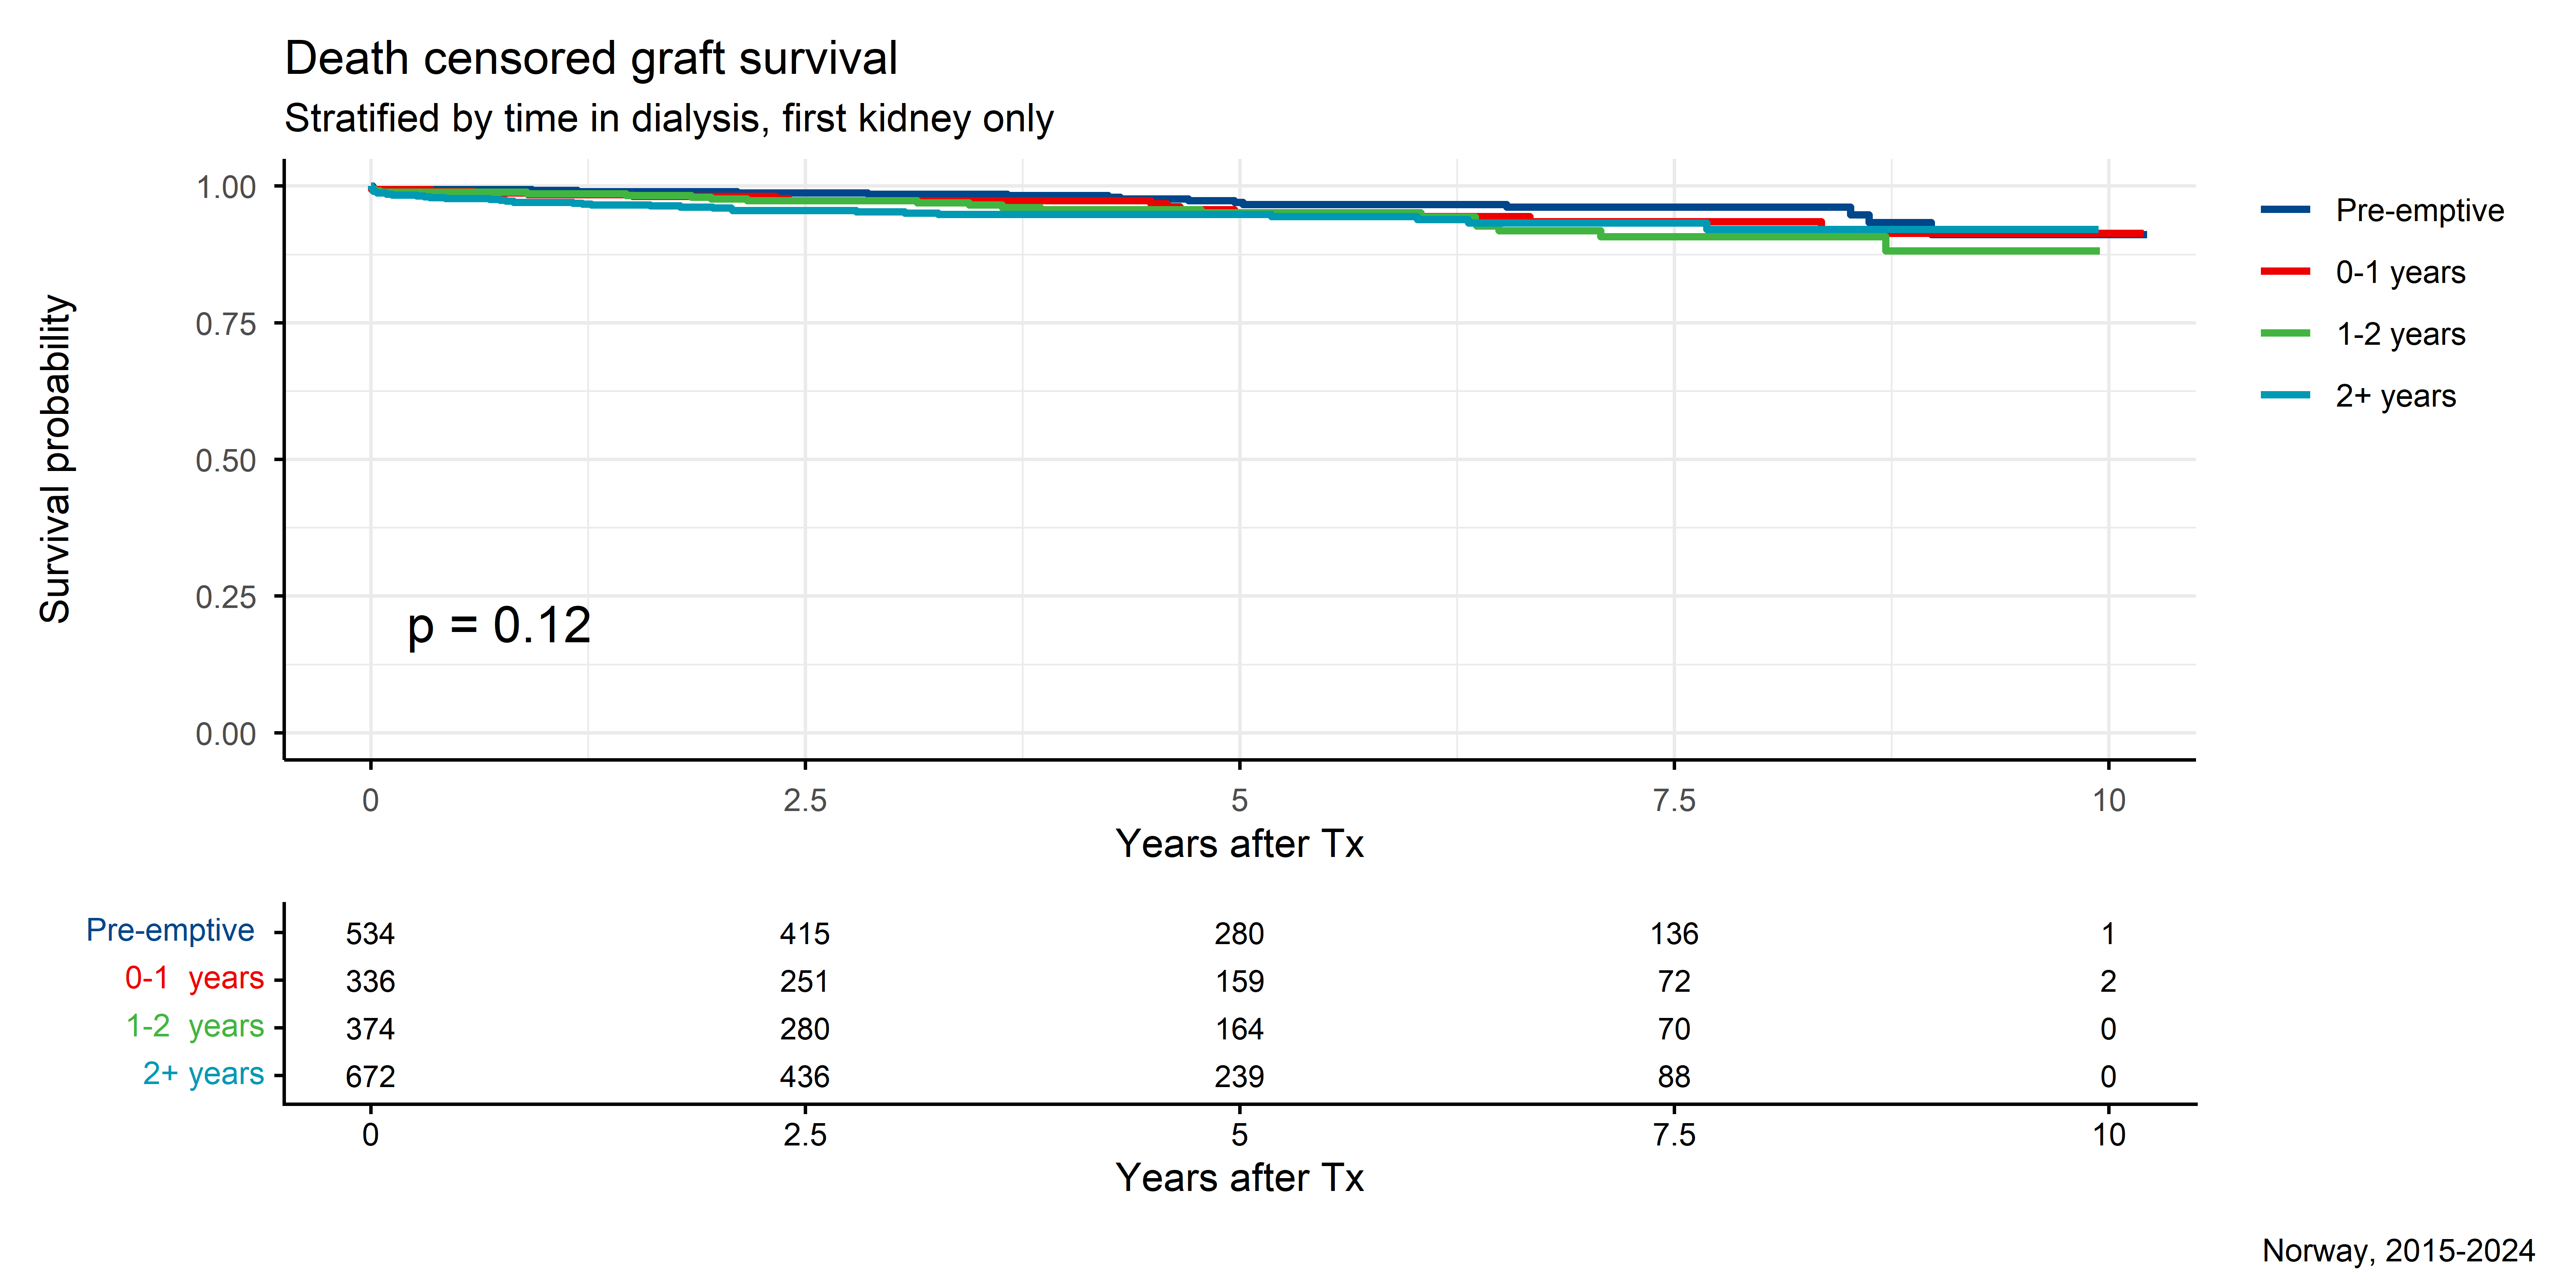 Death censored graft survival
Stratified by time in dialysis, first kidney only
Survival probability
1.00
0.75
0.50
0.25
0.00
p = 0.12
0 2.5 5 7.5 10
Years after Tx
Pre-emptive
0-1 years
1-2 years
2+ years
Pre-emptive 534 415 280 136 1
0-1 years 336 251 159 72 2
1-2 years 374 280 164 70 0
2+ years 672 436 239 88 0
0 2.5 5 7.5 10
Years after Tx
Norway, 2015-2024